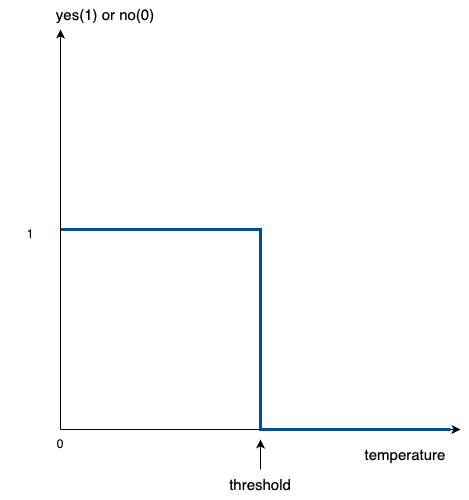 yes(1) or no(0)
1
0
temperature
threshold